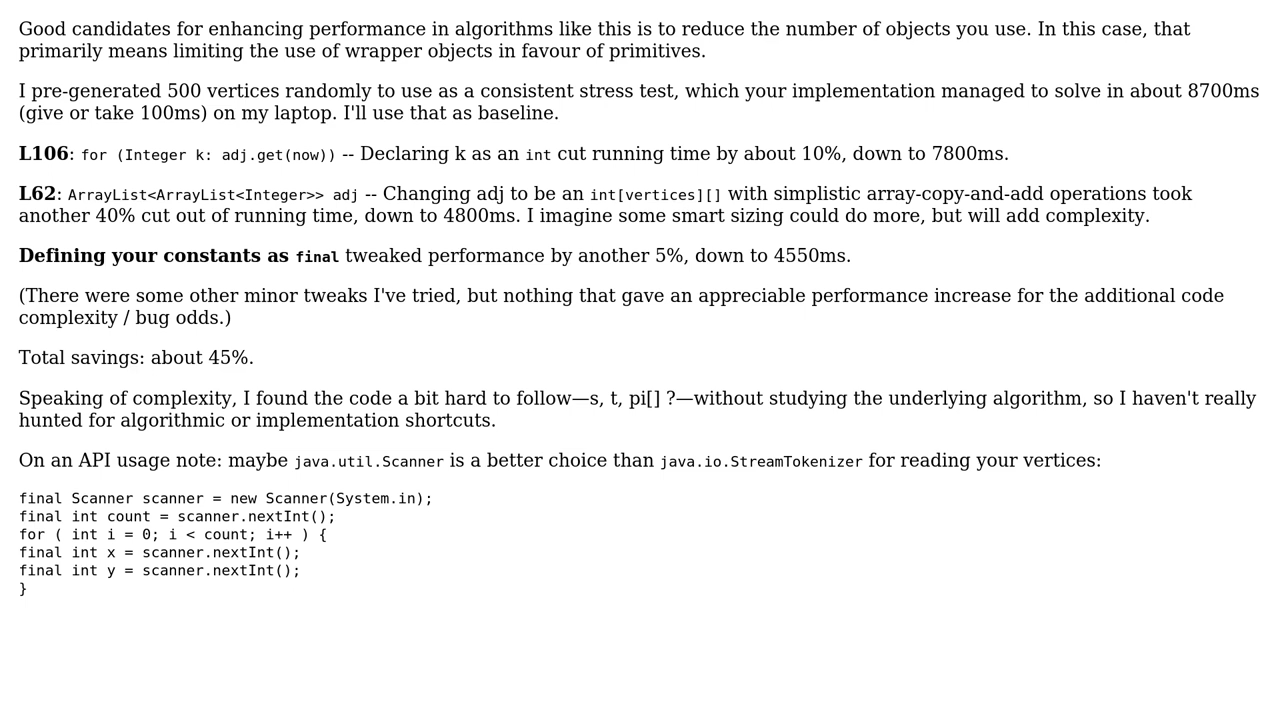 Good candidates for enhancing performance in algorithms like this is to reduce the number of objects you use. In this case, that
primarily means limiting the use of wrapper objects in favour of primitives.
I pre-generated 500 vertices randomly to use as a consistent stress test, which your implementation managed to solve in about 8700ms
(give or take 100ms) on my laptop. I'll use that as baseline.
L106: for (Integer k: adj.get(now)) -- Declaring k as an int cut running time by about 10%, down to 7800ms.
L62: ArrayList<ArrayList<Integer>> adj -- Changing adj to be an int[vertices][] with simplistic array-copy-and-add operations took
another 40% cut out of running time, down to 4800ms. I imagine some smart sizing could do more, but will add complexity.
Defining your constants as final tweaked performance by another 5%, down to 4550ms.
(There were some other minor tweaks I've tried, but nothing that gave an appreciable performance increase for the additional code
complexity / bug odds.)
Total savings: about 45%.
Speaking of complexity, I found the code a bit hard to follow—s, t, pi[] ?—without studying the underlying algorithm, so I haven't really
hunted for algorithmic or implementation shortcuts.
On an API usage note: maybe java.util.Scanner is a better choice than java.io.StreamTokenizer for reading your vertices:
final Scanner scanner = new Scanner(System.in);
final int count = scanner.nextInt();
for ( int i = 0; i < count; i++ ) {
final int x = scanner.nextInt();
final int y = scanner.nextInt();
}